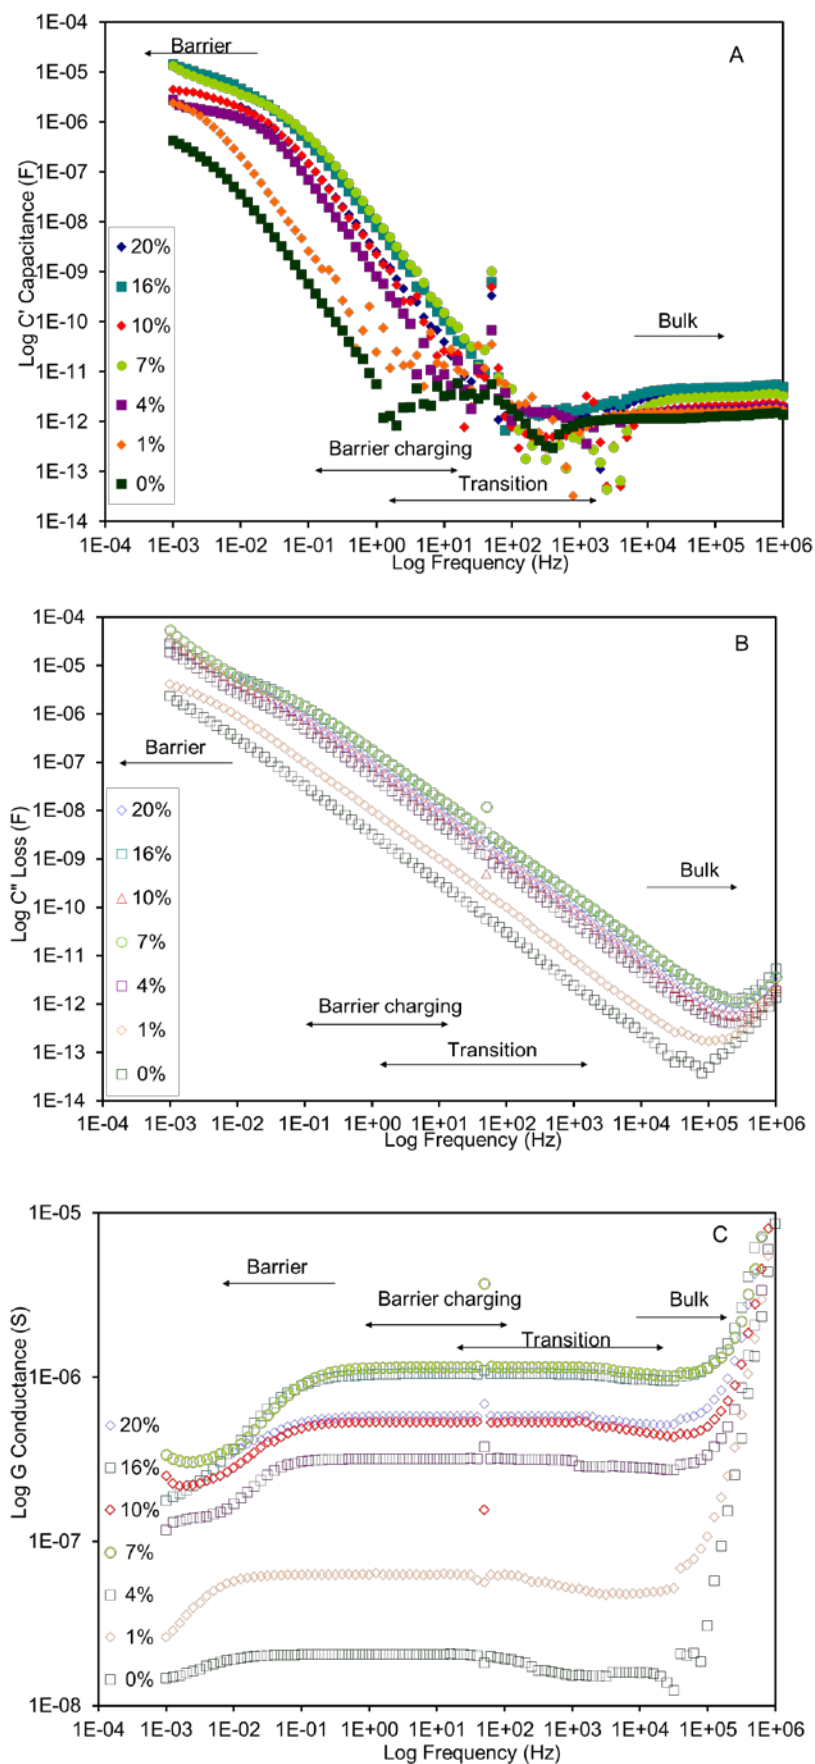 1E-04
A
Barrier
1E-05
1E-06
1E-07
1E-08
1E-09
1E-10
1E-11
1E-12
1E-13
1E-14
Log C' Capacitance (F)
20%
16%
10%
7%
4%
1%
0%
Bulk
Barrier charging
Transition
1E-04 1E-03 1E-02 1E-01 1E+00 1E+01 1E+02 1E+03 1E+04 1E+05 1E+06
Log Frequency (Hz)
1E-04
B
1E-05
1E-06
1E-07
1E-08
1E-09
1E-10
1E-11
1E-12
1E-13
1E-14
Log C" Loss (F)
Barrier
20%
16%
10%
7%
4%
1%
0%
Bulk
Barrier charging
Transition
1E-04 1E-03 1E-02 1E-01 1E+00 1E+01 1E+02 1E+03 1E+04 1E+05 1E+06
Log Frequency (Hz)
1E-05
C
1E-06
1E-07
1E-08
Log G Conductance (S)
Barrier
Barrier charging
Bulk
Transition
20%
16%
10%
7%
4%
1%
0%
1E-04 1E-03 1E-02 1E-01 1E+00 1E+01 1E+02 1E+03 1E+04 1E+05 1E+06
Log Frequency (Hz)